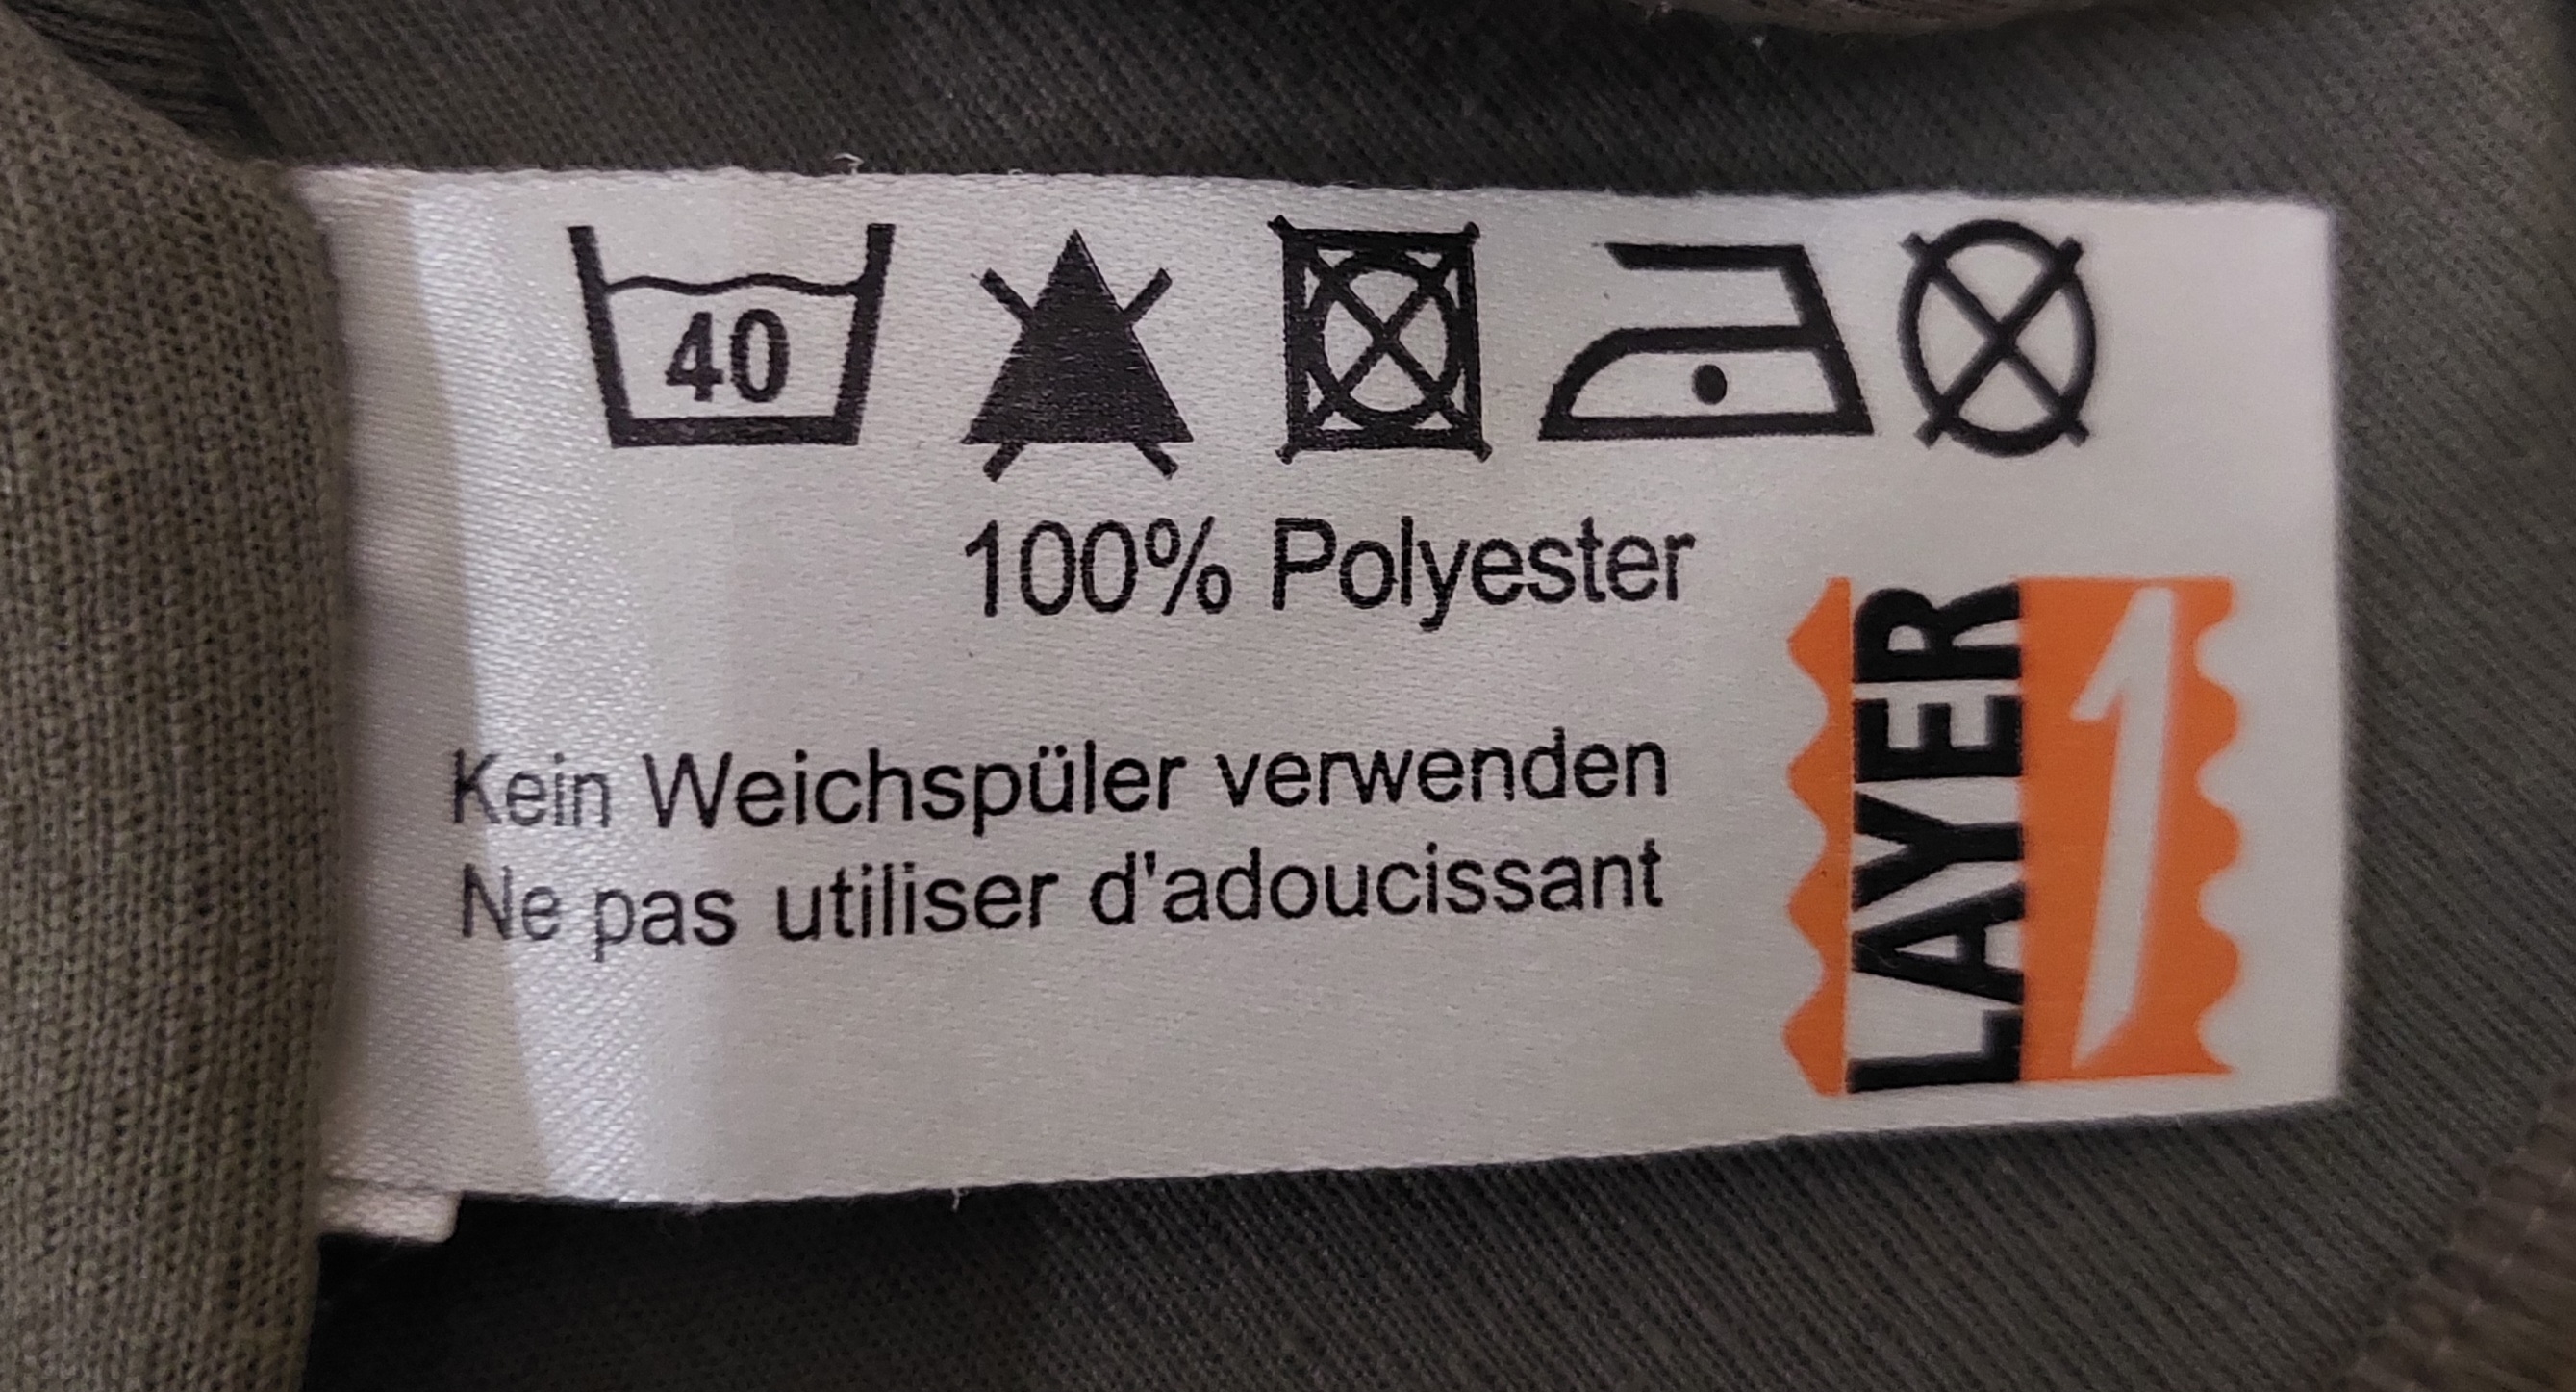 40
100% Polyester
Kein Weichspüler verwenden
Ne pas utiliser d'adoucissant
LAYER
1